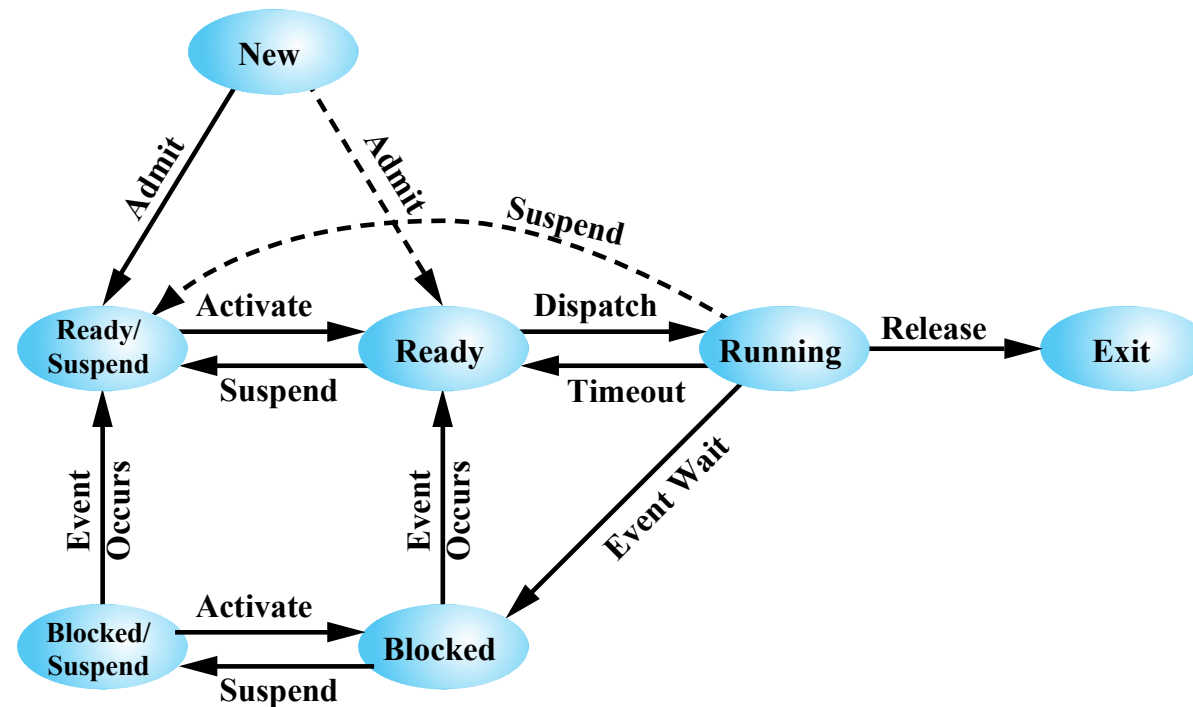 New
Admit
Admit
Suspend
Ready/
Suspend
Activate
Suspend
Ready
Dispatch
Timeout
Running
Release
Exit
Event
Occurs
Event
Occurs
Event Wait
Blocked/
Suspend
Activate
Suspend
Blocked